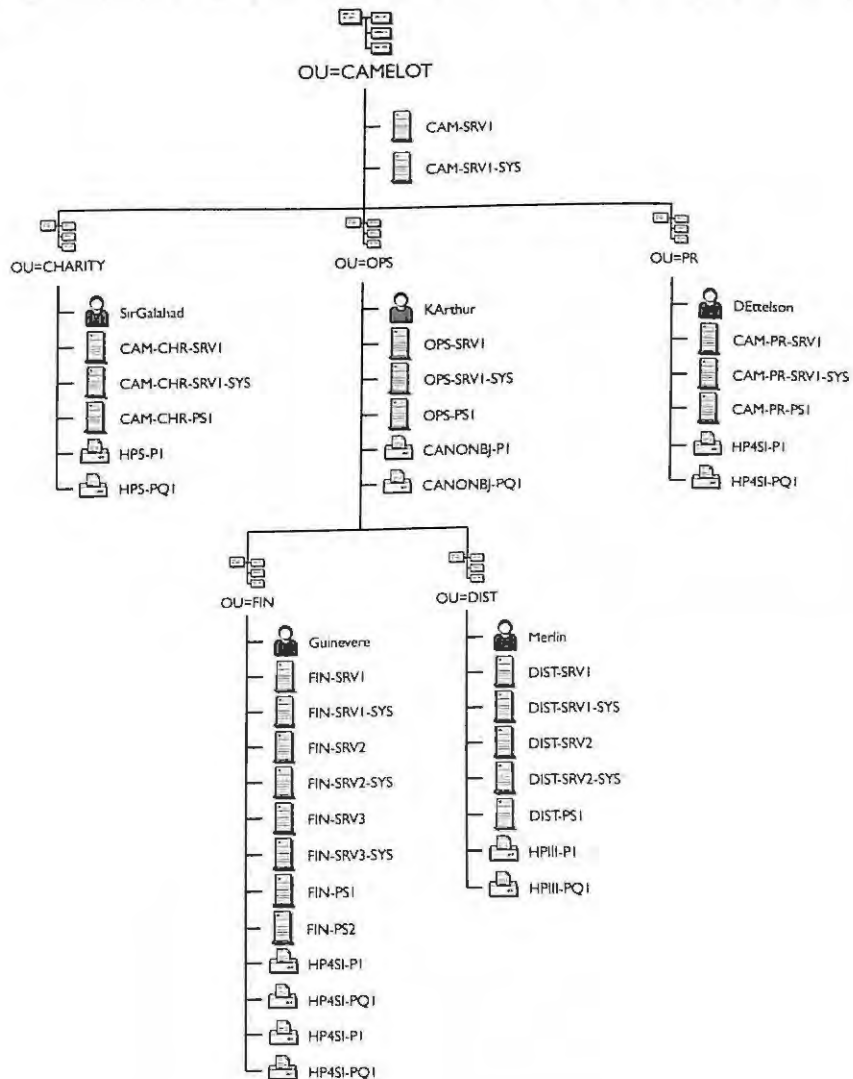 OU=CAMELOT
CAM-SRV1
CAM-SRV1-SYS
OU=CHARITY
SirGalahad
CAM-CHR-SRV1
CAM-CHR-SRV1-SYS
CAM-CHR-PS1
HP5-P1
HP5-PQ1
OU=OPS
KArthur
OPS-SRV1
OPS-SRV1-SYS
OPS-PS1
CANONBJ-P1
CANONBJ-PQ1
OU=PR
DEttelson
CAM-PR-SRV1
CAM-PR-SRV1-SYS
CAM-PR-PS1
HP4SI-P1
HP4SI-PQ1
OU=FIN
Guinevere
FIN-SRV1
FIN-SRV1-SYS
FIN-SRV2
FIN-SRV2-SYS
FIN-SRV3
FIN-SRV3-SYS
FIN-PS1
FIN-PS2
HP4SI-P1
HP4SI-PQ1
HP4SI-P1
HP4SI-PQ1
OU=DIST
Merlin
DIST-SRV1
DIST-SRV1-SYS
DIST-SRV2
DIST-SRV2-SYS
DIST-PS1
HPIII-P1
HPIII-PQ1